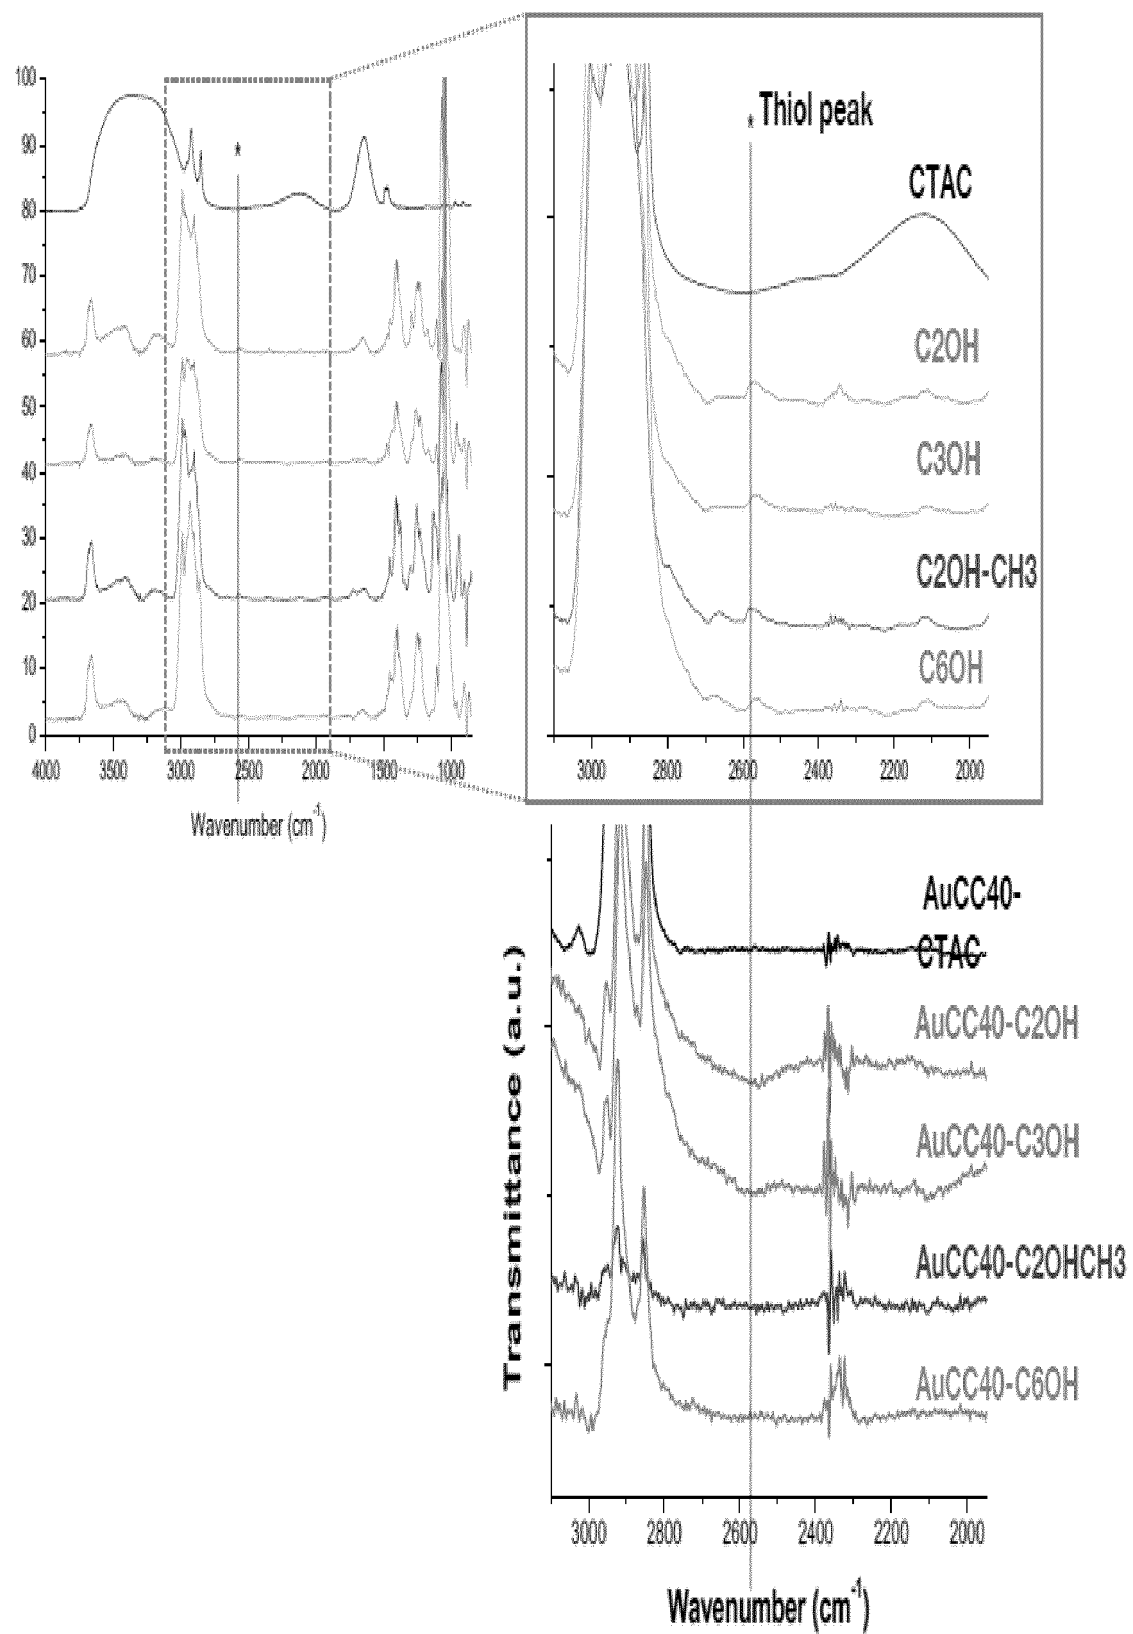 100
90
80
70
60
50
40
30
20
10
0
4000 3500 3000 2500 2000 1500 1000
Wavenumber (cm-1)
*
* Thiol peak
CTAC
C2OH
C3OH
C2OH-CH3
C6OH
3000 2800 2600 2400 2200 2000
AuCC40-
CTAC
AuCC40-C2OH
AuCC40-C3OH
AuCC40-C2OHCH3
AuCC40-C6OH
Transmittance (a.u.)
3000 2800 2600 2400 2200 2000
Wavenumber (cm-1)